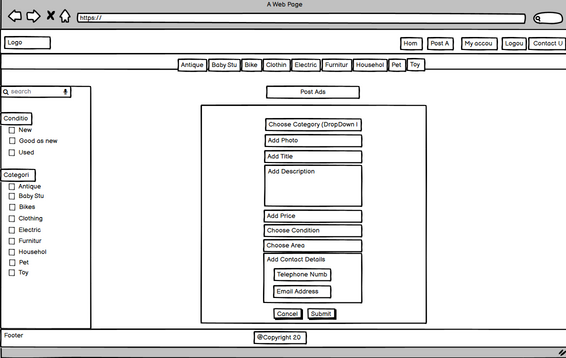 A Web Page
https://
Logo
Hom
Post A
My accou
Logou
Contact U
Antique
Baby Stu
Bike
Clothin
Electric
Furnitur
Househol
Pet
Toy
search
Post Ads
Conditio
New
Good as new
Used
Categori
Antique
Baby Stu
Bikes
Clothing
Electric
Furnitur
Househol
Pet
Toy
Choose Category (DropDown l
Add Photo
Add Title
Add Description
Add Price
Choose Condition
Choose Area
Add Contact Details
Telephone Numb
Email Address
Cancel
Submit
Footer
@Copyright 20